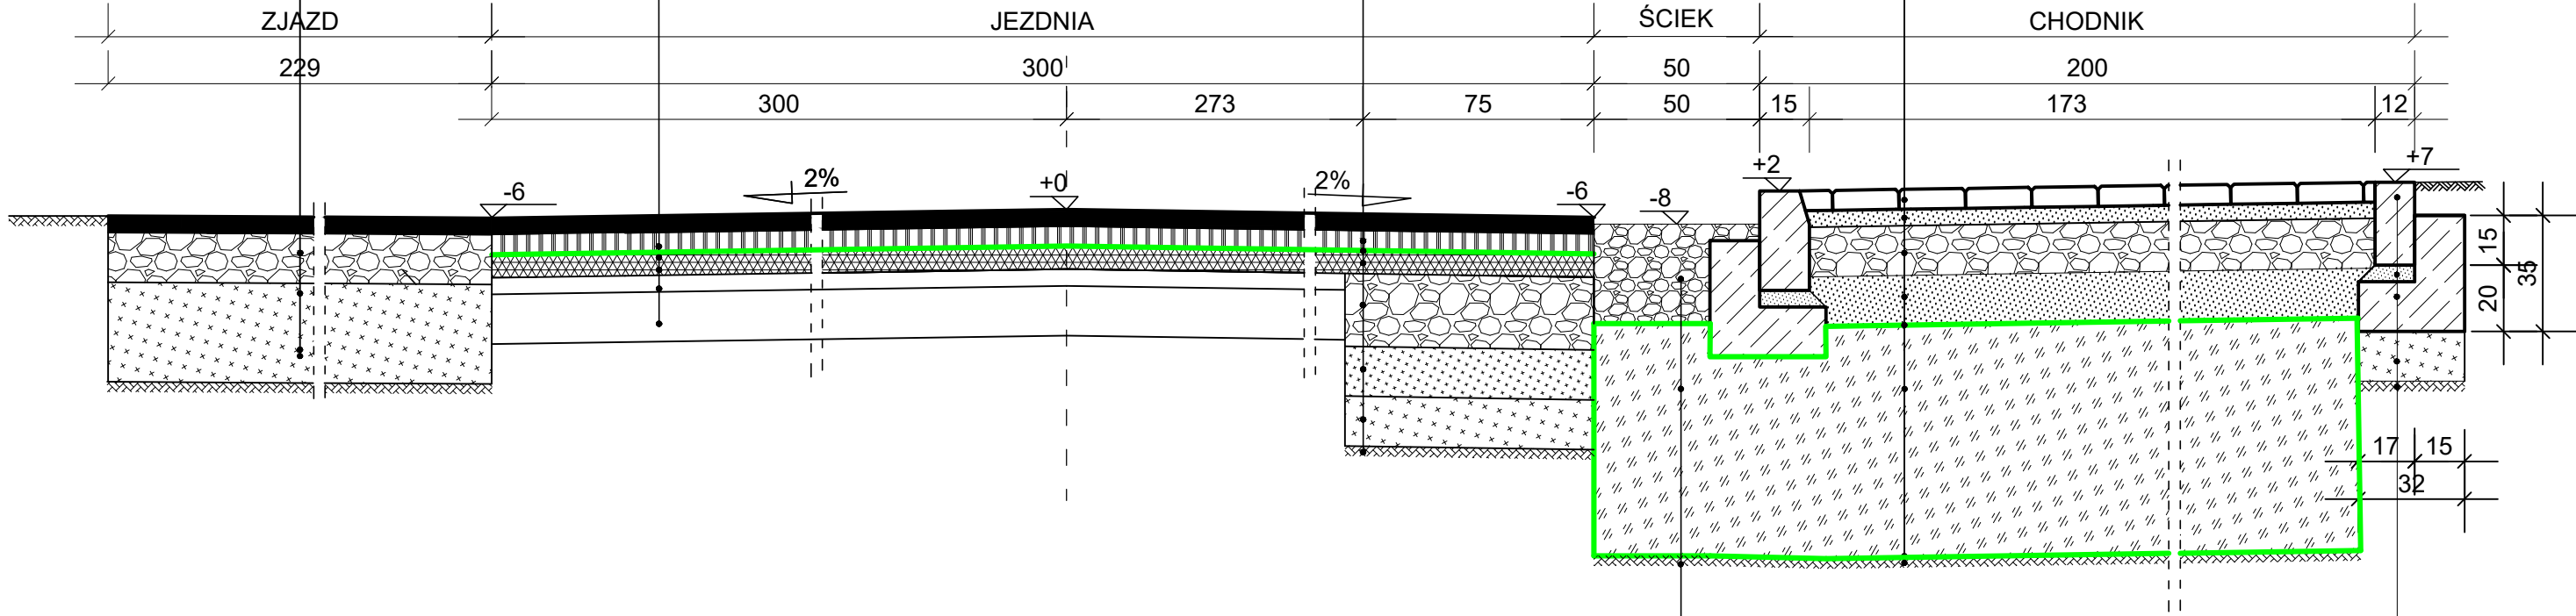 ZJAZD JEZDNIA ŚCIEK CHODNIK
229 300 50 200
300 273 75 50 15 173 12
-6 2% +0 2% -6 -8 +2 +7
15 35
20
17 15
32